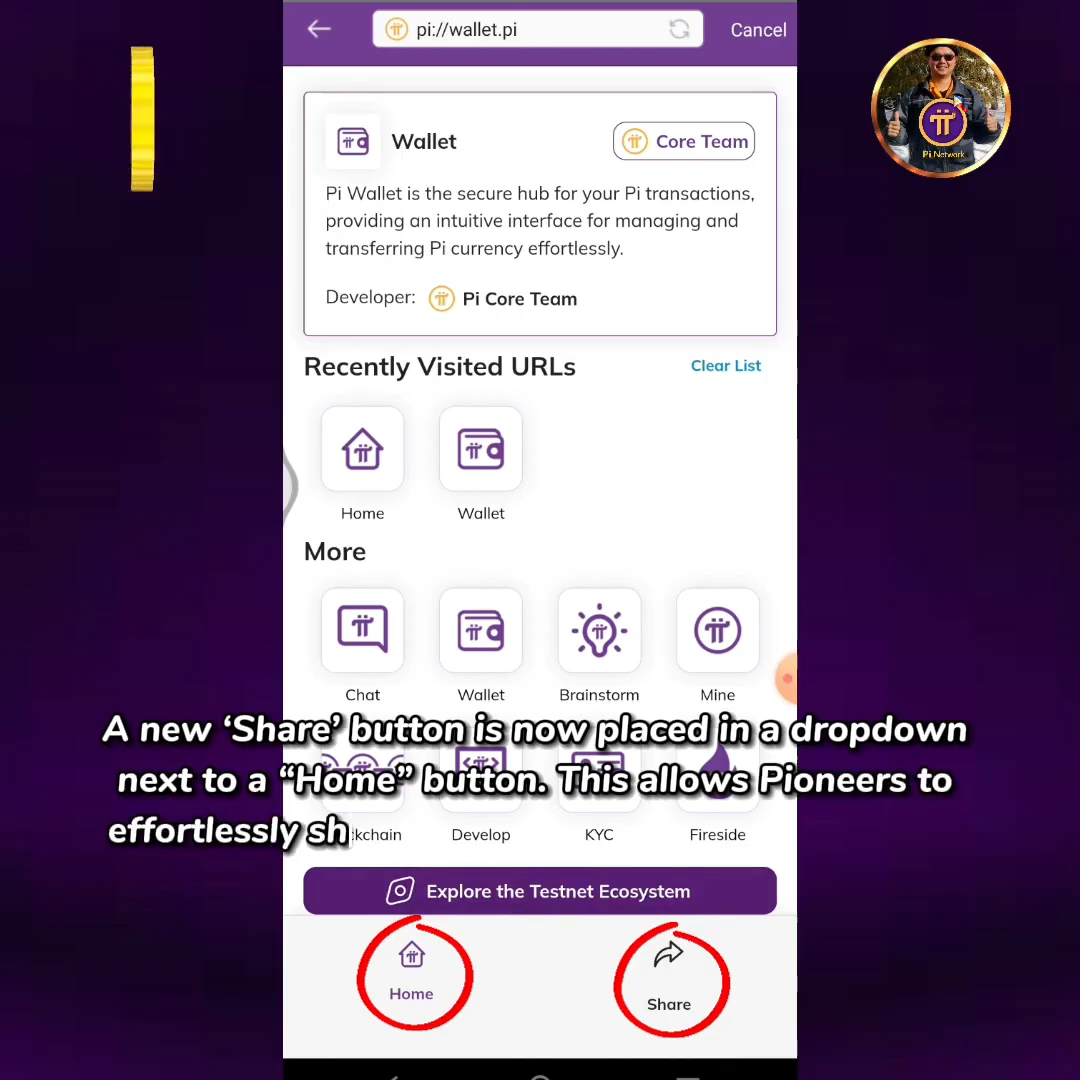 pi://wallet.pi
Cancel
Wallet
Core Team
Pi Wallet is the secure hub for your Pi transactions,
providing an intuitive interface for managing and
transferring Pi currency effortlessly.
Developer: Pi Core Team
Pi Network
Recently Visited URLs
Clear List
Home
Wallet
More
Chat
Wallet
Brainstorm
Mine
A new ‘Share’ button is now placed in a dropdown
next to a “Home” button. This allows Pioneers to
effortlessly sh
Develop
KYC
Fireside
Explore the Testnet Ecosystem
Home
Share